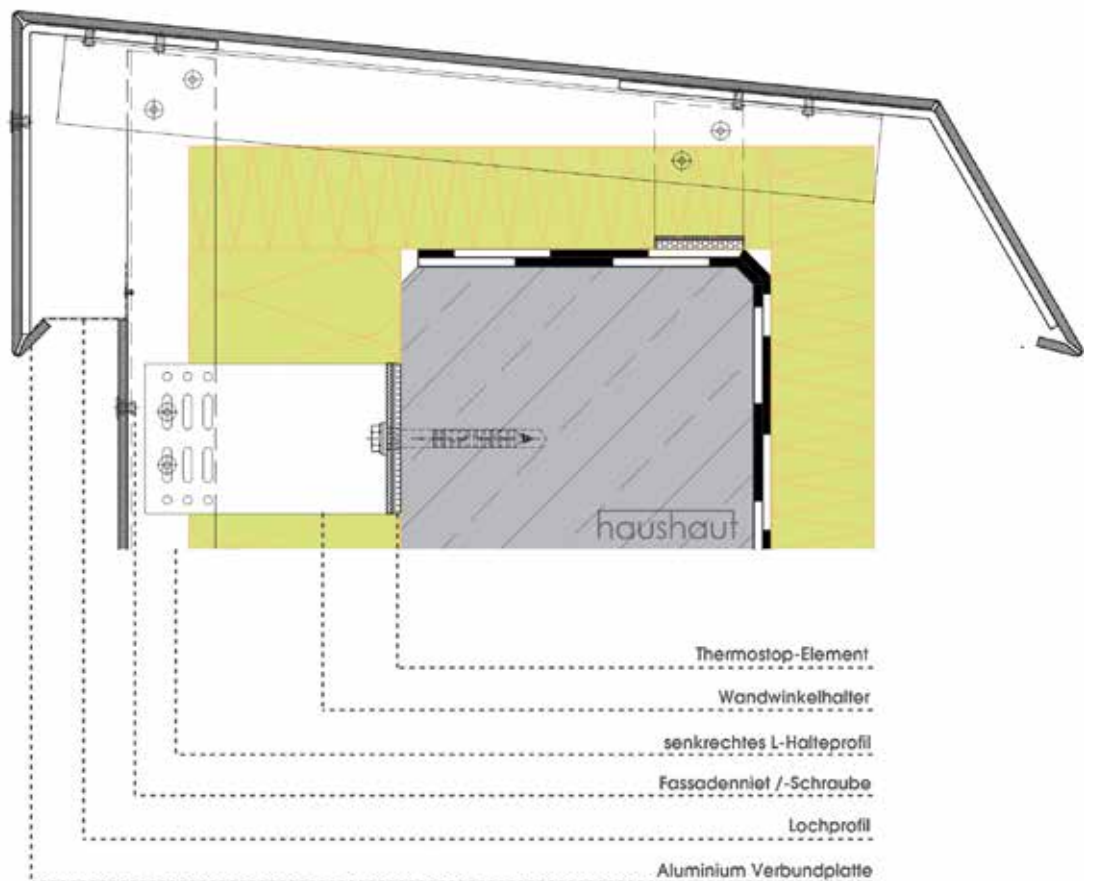 haushaut
Thermostop-Element
Wandwinkelhalter
senkrechtes L-Halteprofil
Fassadenniet /-Schraube
Lochprofil
Aluminium Verbundplatte